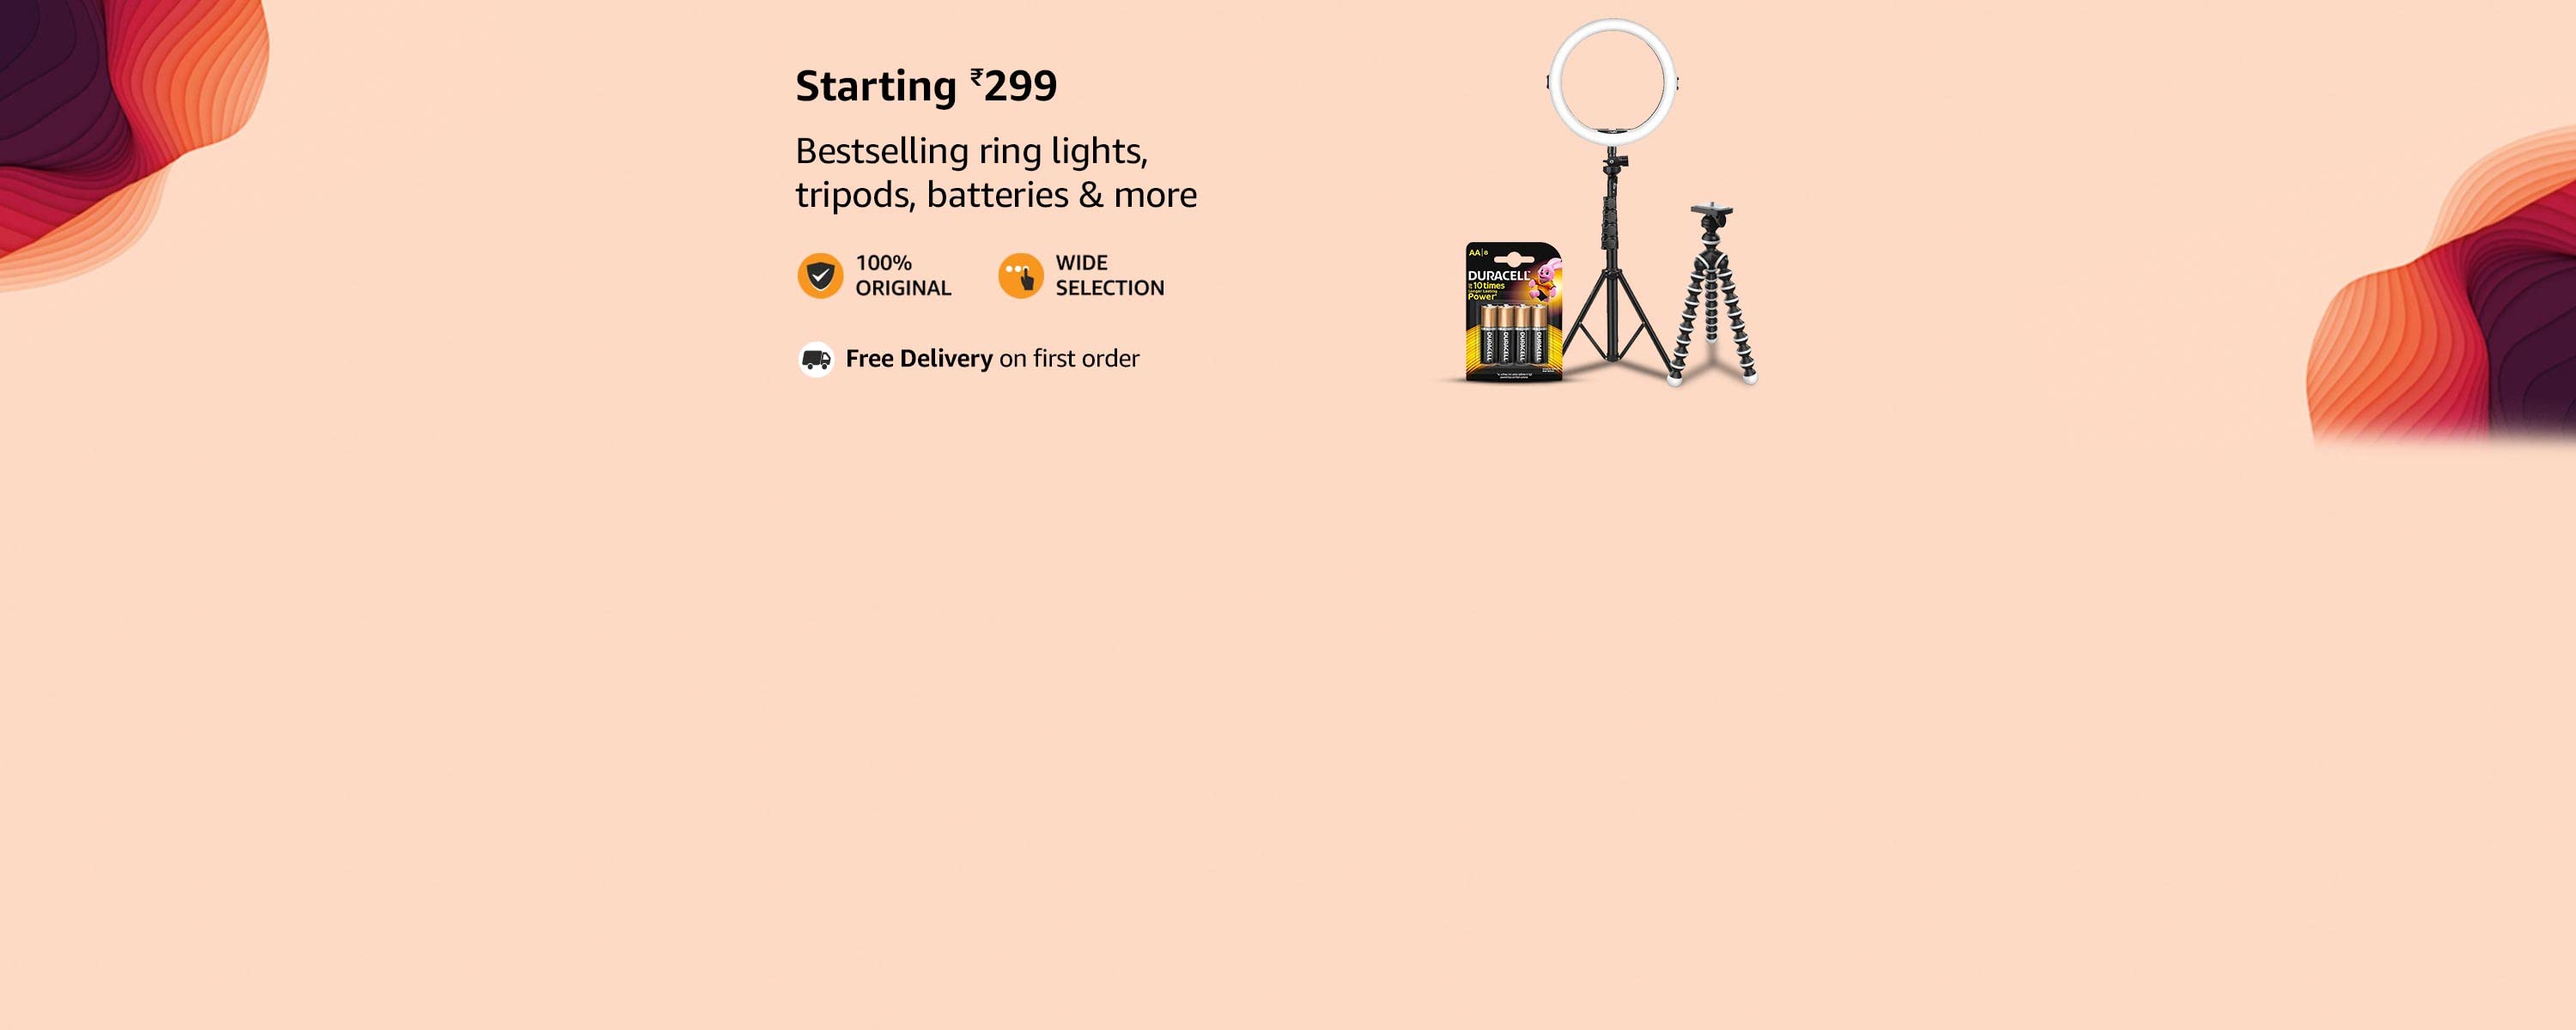 Starting ₹299
Bestselling ring lights,
tripods, batteries & more
100%
ORIGINAL
WIDE
SELECTION
Free Delivery on first order
AA|8
DURACELL
10 times
Power
DURACELL
DURACELL
DURACELL
DURACELL